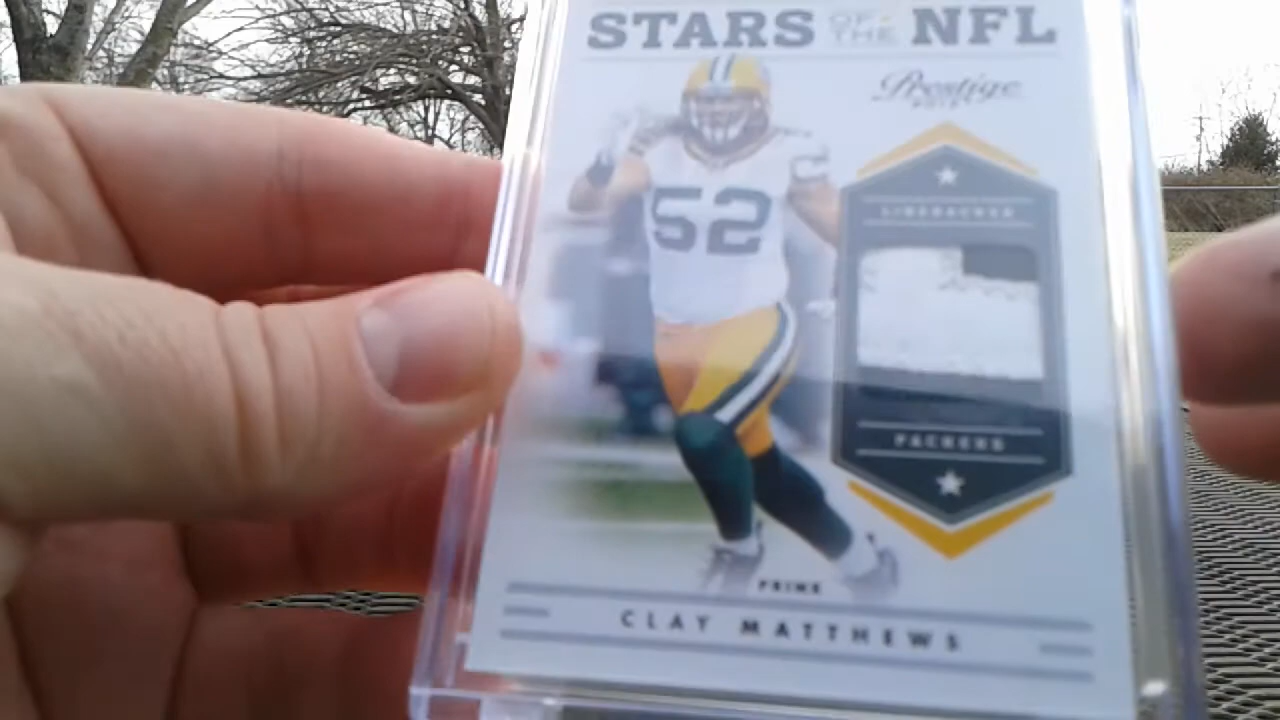 STARS OF THE NFL
Prestige
LINEBACKER
52
PACKERS
PRIME
CLAY MATTHEWS